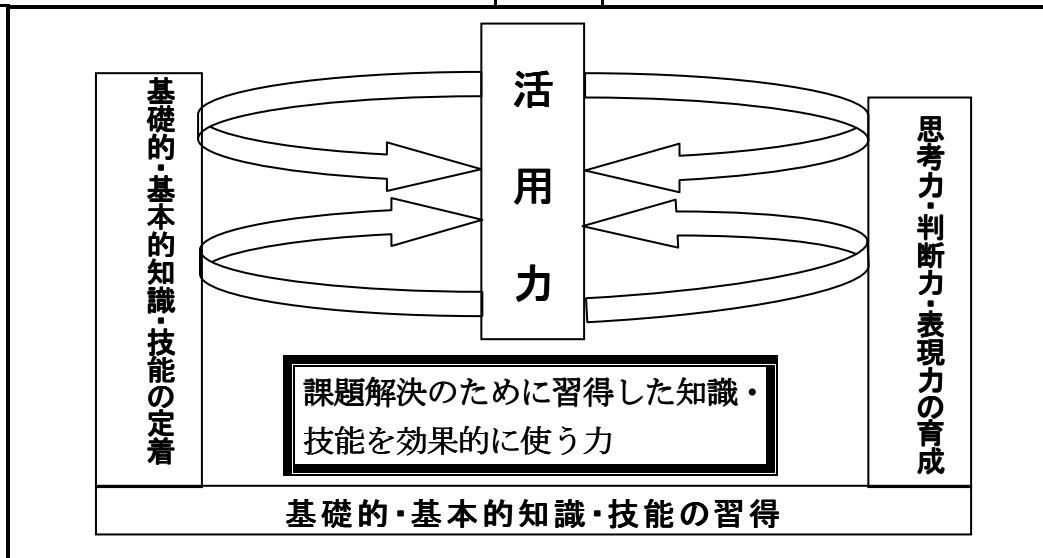 活用力
基礎的・基本的知識・技能の定着
思考力・判断力・表現力の育成
課題解決のために習得した知識・
技能を効果的に使う力
基礎的・基本的知識・技能の習得